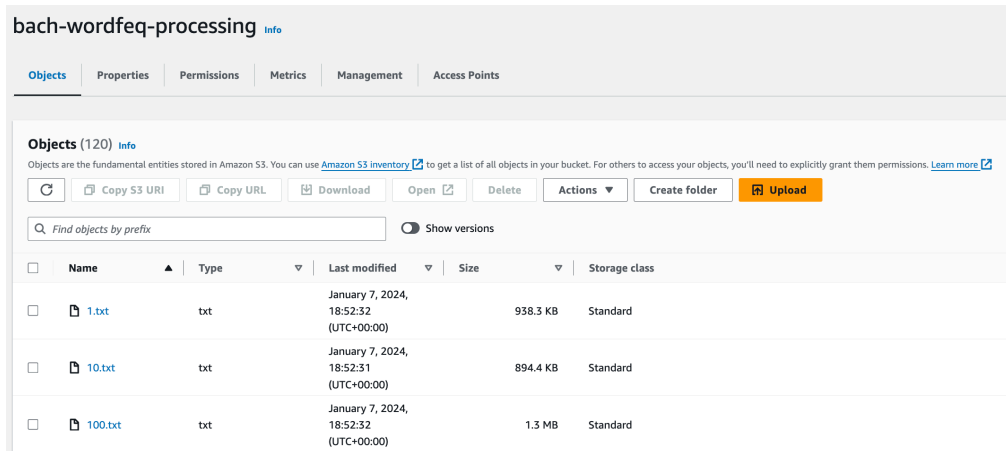 bach-wordfeq-processing Info
Objects Properties Permissions Metrics Management Access Points
Objects (120) Info
Objects are the fundamental entities stored in Amazon S3. You can use Amazon S3 inventory to get a list of all objects in your bucket. For others to access your objects, you'll need to explicitly grant them permissions. Learn more
Copy S3 URI Copy URL Download Open Delete Actions Create folder Upload
Find objects by prefix Show versions
Name Type Last modified Size Storage class
1.txt txt January 7, 2024, 18:52:32 (UTC+00:00) 938.3 KB Standard
10.txt txt January 7, 2024, 18:52:31 (UTC+00:00) 894.4 KB Standard
100.txt txt January 7, 2024, 18:52:32 (UTC+00:00) 1.3 MB Standard